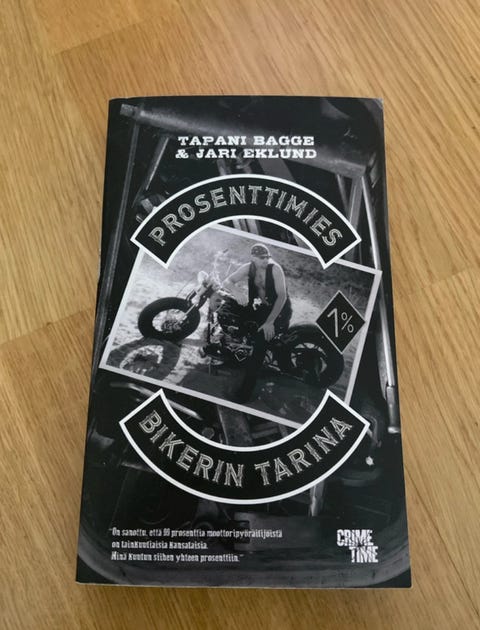 TAPANI BAGGE
& JARI EKLUND
PROSENTTIMIES
1%
BIKERIN TARINA
"On sanottu, että 99 prosenttia moottoripyöräilijöistä
on lainkuuliaisia kansalaisia.
Minä kuulun siihen yhteen prosenttiin."
CRIME
TIME